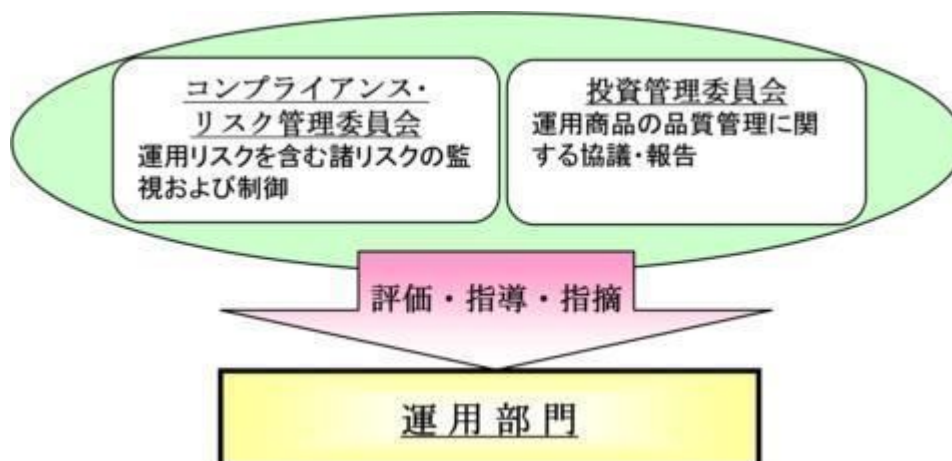 コンプライアンス・
リスク管理委員会
運用リスクを含む諸リスクの監
視および制御
投資管理委員会
運用商品の品質管理に関
する協議・報告
評価・指導・指摘
運用部門